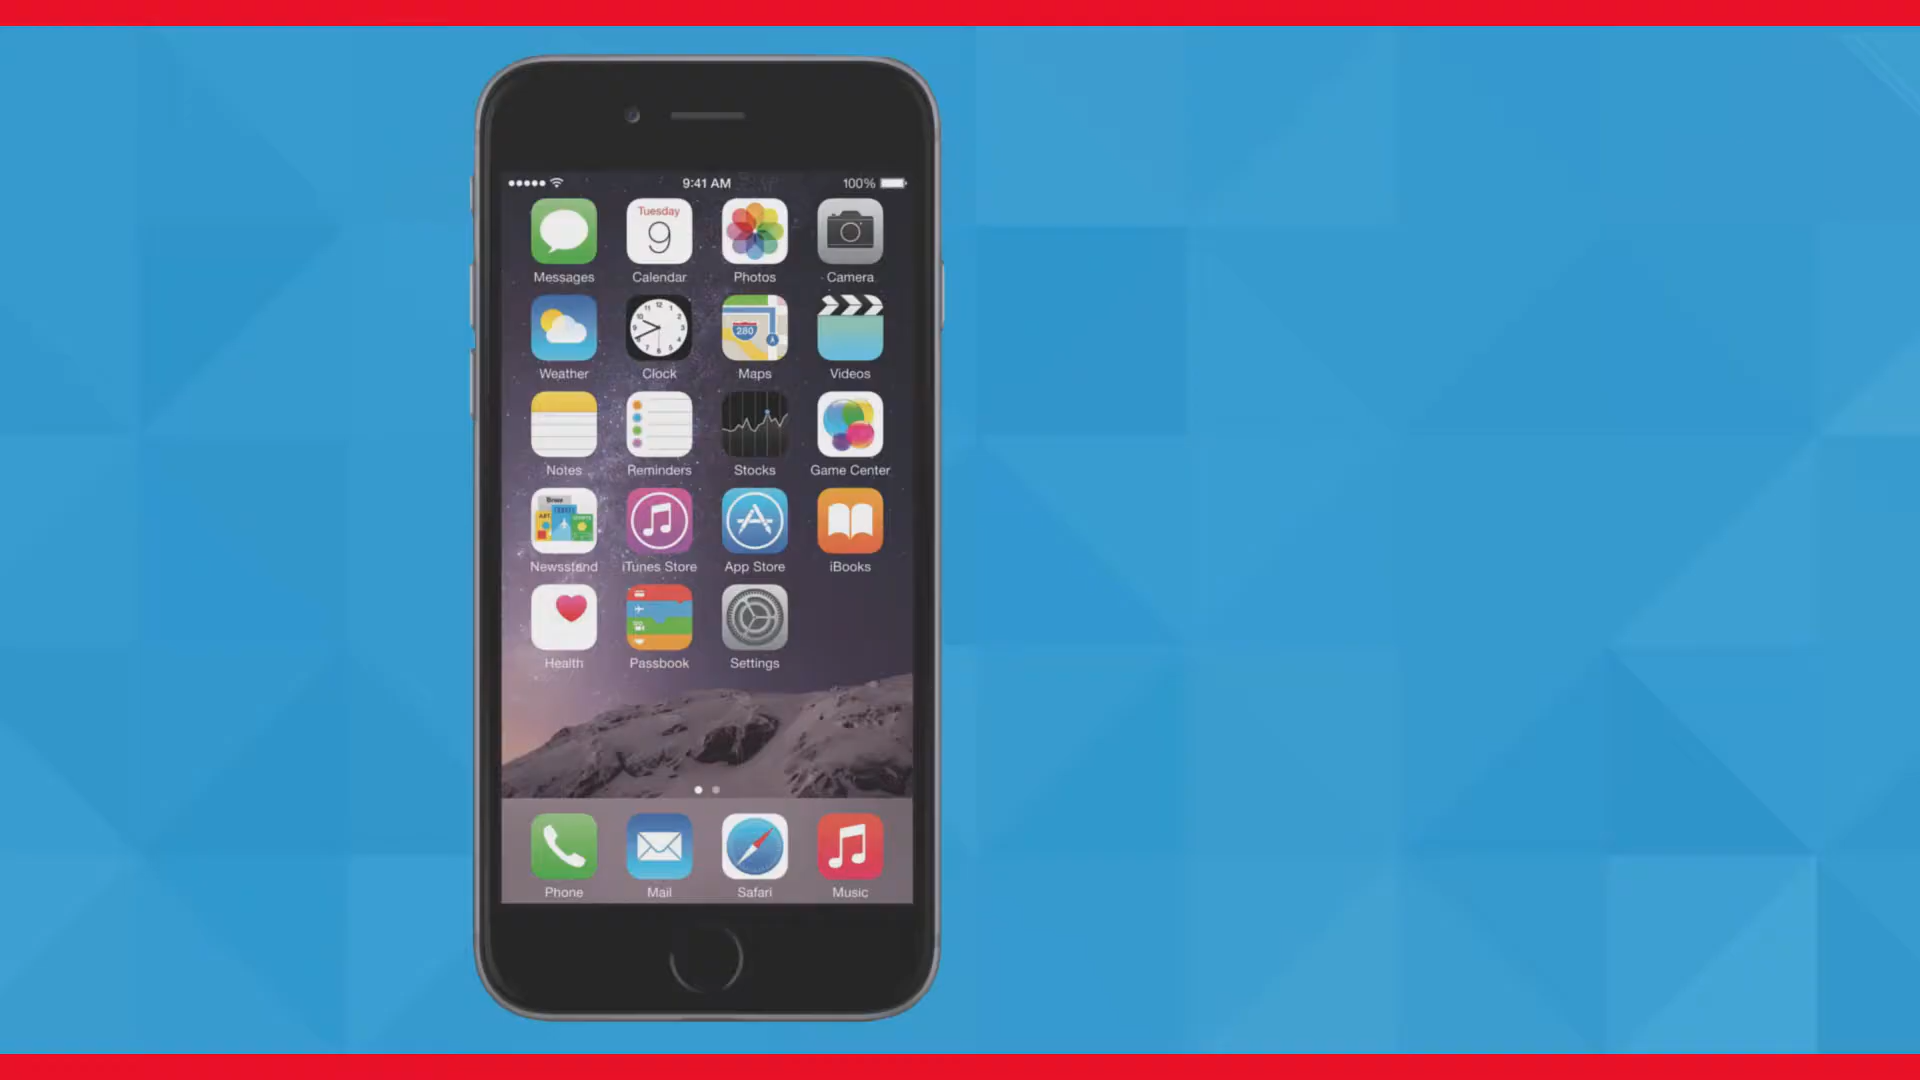 9:41 AM 100%
Tuesday
9
Messages Calendar Photos Camera
280
Weather Clock Maps Videos
Notes Reminders Stocks Game Center
ART
Newsstand iTunes Store App Store iBooks
Health Passbook Settings
Phone Mail Safari Music